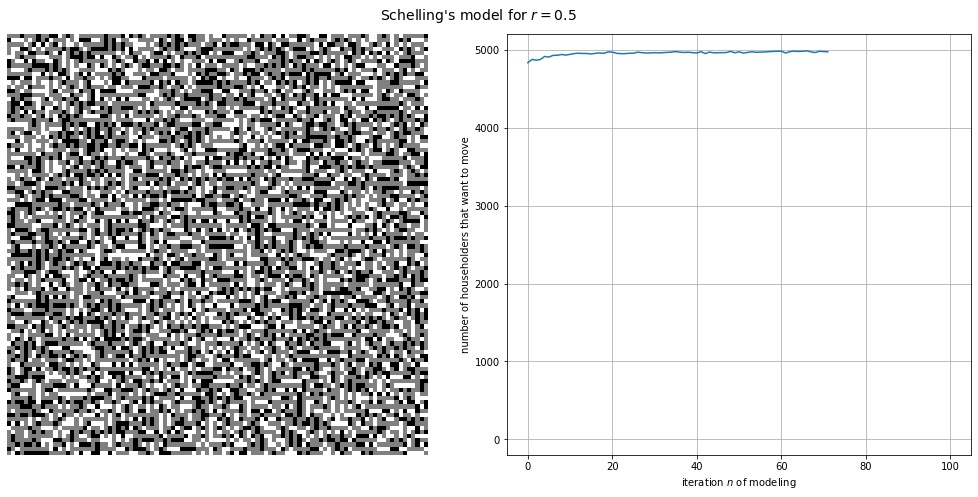 Schelling's model for r = 0.5
5000
4000
3000
2000
1000
0
number of householders that want to move
0 20 40 60 80 100
iteration n of modeling